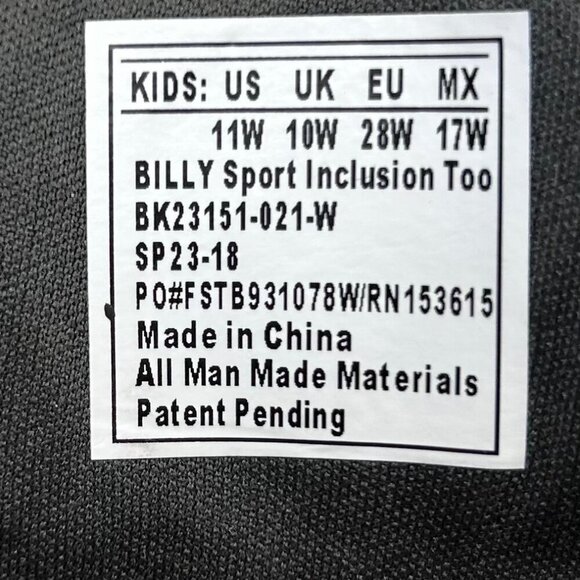 KIDS: US UK EU MX
11W 10W 28W 17W
BILLY Sport Inclusion Too
BK23151-021-W
SP23-18
PO#FSTB931078W/RN153615
Made in China
All Man Made Materials
Patent Pending